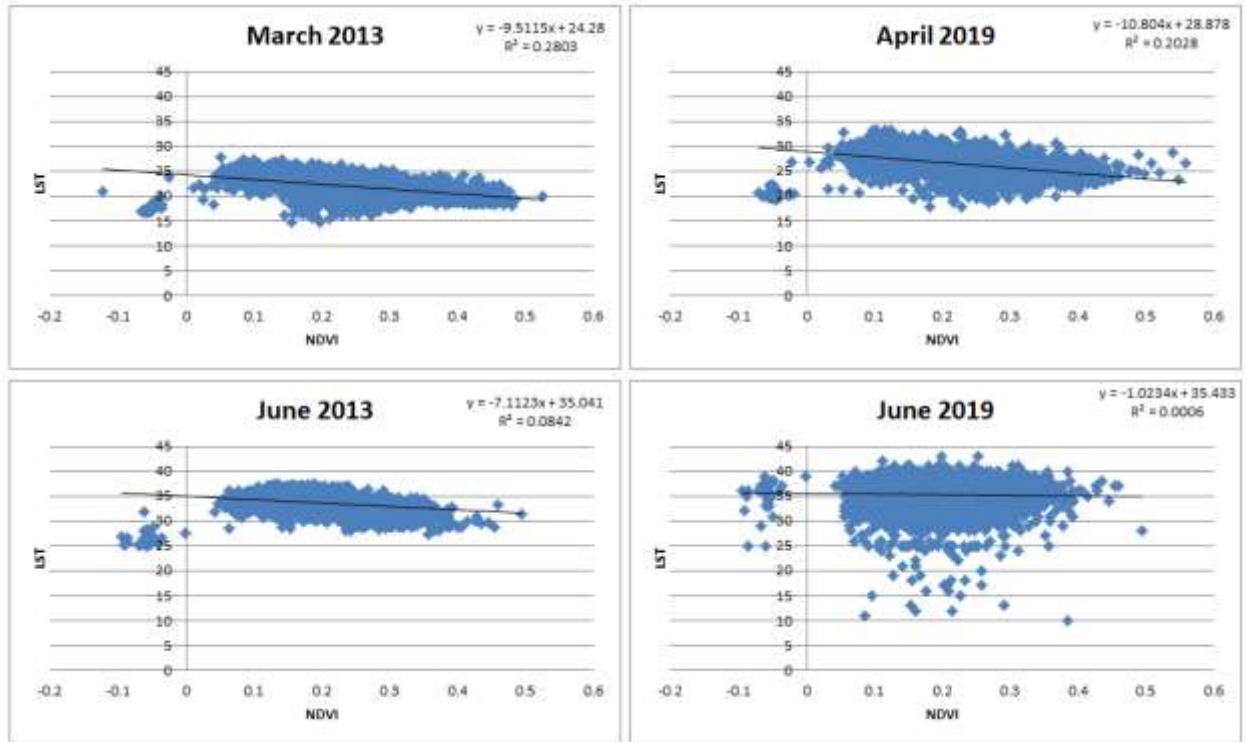 March 2013
y = -9.5115x + 24.28
R² = 0.2803
45
40
35
30
25
20
15
10
5
0
LST
-0.2 -0.1 0 0.1 0.2 0.3 0.4 0.5 0.6
NDVI
April 2019
y = -10.804x + 28.878
R² = 0.2028
45
40
35
30
25
20
15
10
5
0
LST
-0.2 -0.1 0 0.1 0.2 0.3 0.4 0.5 0.6
NDVI
June 2013
y = -7.1123x + 35.041
R² = 0.0842
45
40
35
30
25
20
15
10
5
0
LST
-0.2 -0.1 0 0.1 0.2 0.3 0.4 0.5 0.6
NDVI
June 2019
y = -1.0234x + 35.433
R² = 0.0006
45
40
35
30
25
20
15
10
5
0
LST
-0.2 -0.1 0 0.1 0.2 0.3 0.4 0.5 0.6
NDVI